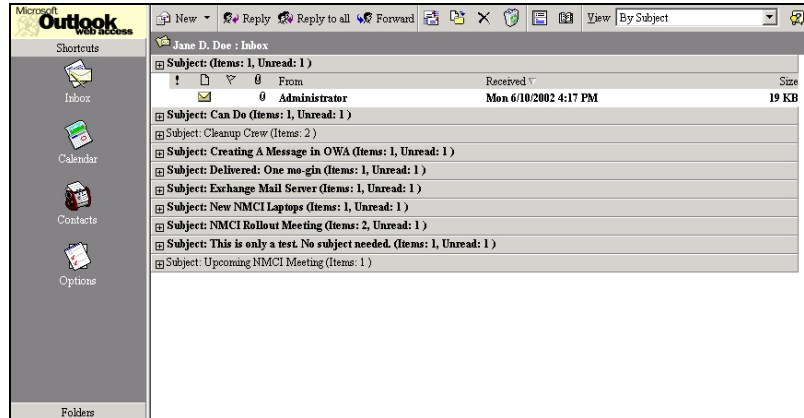 Microsoft
Outlook
web access
New Reply Reply to all Forward View By Subject
Shortcuts
Jane D. Doe : Inbox
Subject: (Items: 1, Unread: 1 )
! From Received Size
Administrator Mon 6/10/2002 4:17 PM 19 KB
Inbox
Subject: Can Do (Items: 1, Unread: 1 )
Subject: Cleanup Crew (Items: 2 )
Subject: Creating A Message in OWA (Items: 1, Unread: 1 )
Calendar
Subject: Delivered: One mo-gin (Items: 1, Unread: 1 )
Subject: Exchange Mail Server (Items: 1, Unread: 1 )
Subject: New NMCI Laptops (Items: 1, Unread: 1 )
Contacts
Subject: NMCI Rollout Meeting (Items: 2, Unread: 1 )
Subject: This is only a test. No subject needed. (Items: 1, Unread: 1 )
Subject: Upcoming NMCI Meeting (Items: 1 )
Options
Folders